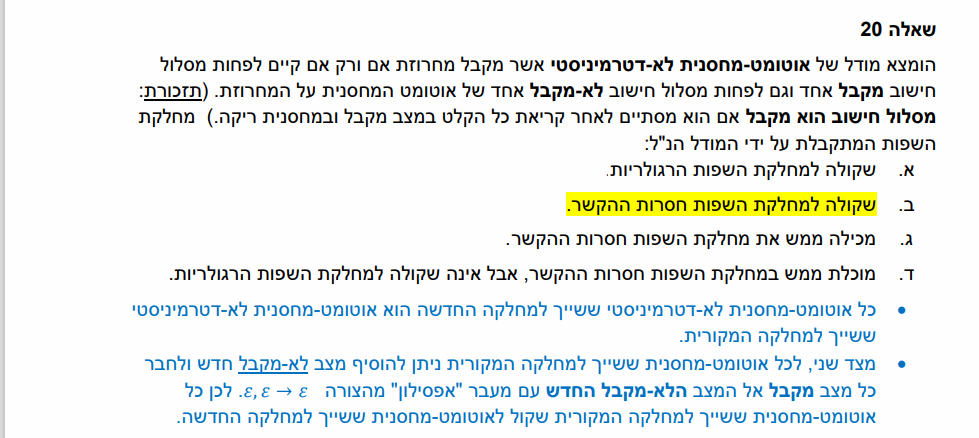 שאלה 20
הומצא מודל של אוטומט-מחסנית לא-דטרמיניסטי אשר מקבל מחרוזת אם ורק אם קיים לפחות מסלול
חישוב מקבל אחד וגם לפחות מסלול חישוב לא-מקבל אחד של אוטומט המחסנית על המחרוזת. (תזכורת:
מסלול חישוב הוא מקבל אם הוא מסתיים לאחר קריאת כל הקלט במצב מקבל ובמחסנית ריקה.) מחלקת
השפות המתקבלת על ידי המודל הנ"ל:
א. שקולה למחלקת השפות הרגולריות.
ב. שקולה למחלקת השפות חסרות ההקשר.
ג. מכילה ממש את מחלקת השפות חסרות ההקשר.
ד. מוכלת ממש במחלקת השפות חסרות ההקשר, אבל אינה שקולה למחלקת השפות הרגולריות.
• כל אוטומט-מחסנית לא-דטרמיניסטי ששייך למחלקה החדשה הוא אוטומט-מחסנית לא-דטרמיניסטי
ששייך למחלקה המקורית.
• מצד שני, לכל אוטומט-מחסנית ששייך למחלקה המקורית ניתן להוסיף מצב לא-מקבל חדש ולחבר
כל מצב מקבל אל המצב הלא-מקבל החדש עם מעבר "אפסילון" מהצורה ε, ε → ε. לכן כל
אוטומט-מחסנית ששייך למחלקה המקורית שקול לאוטומט-מחסנית ששייך למחלקה החדשה.